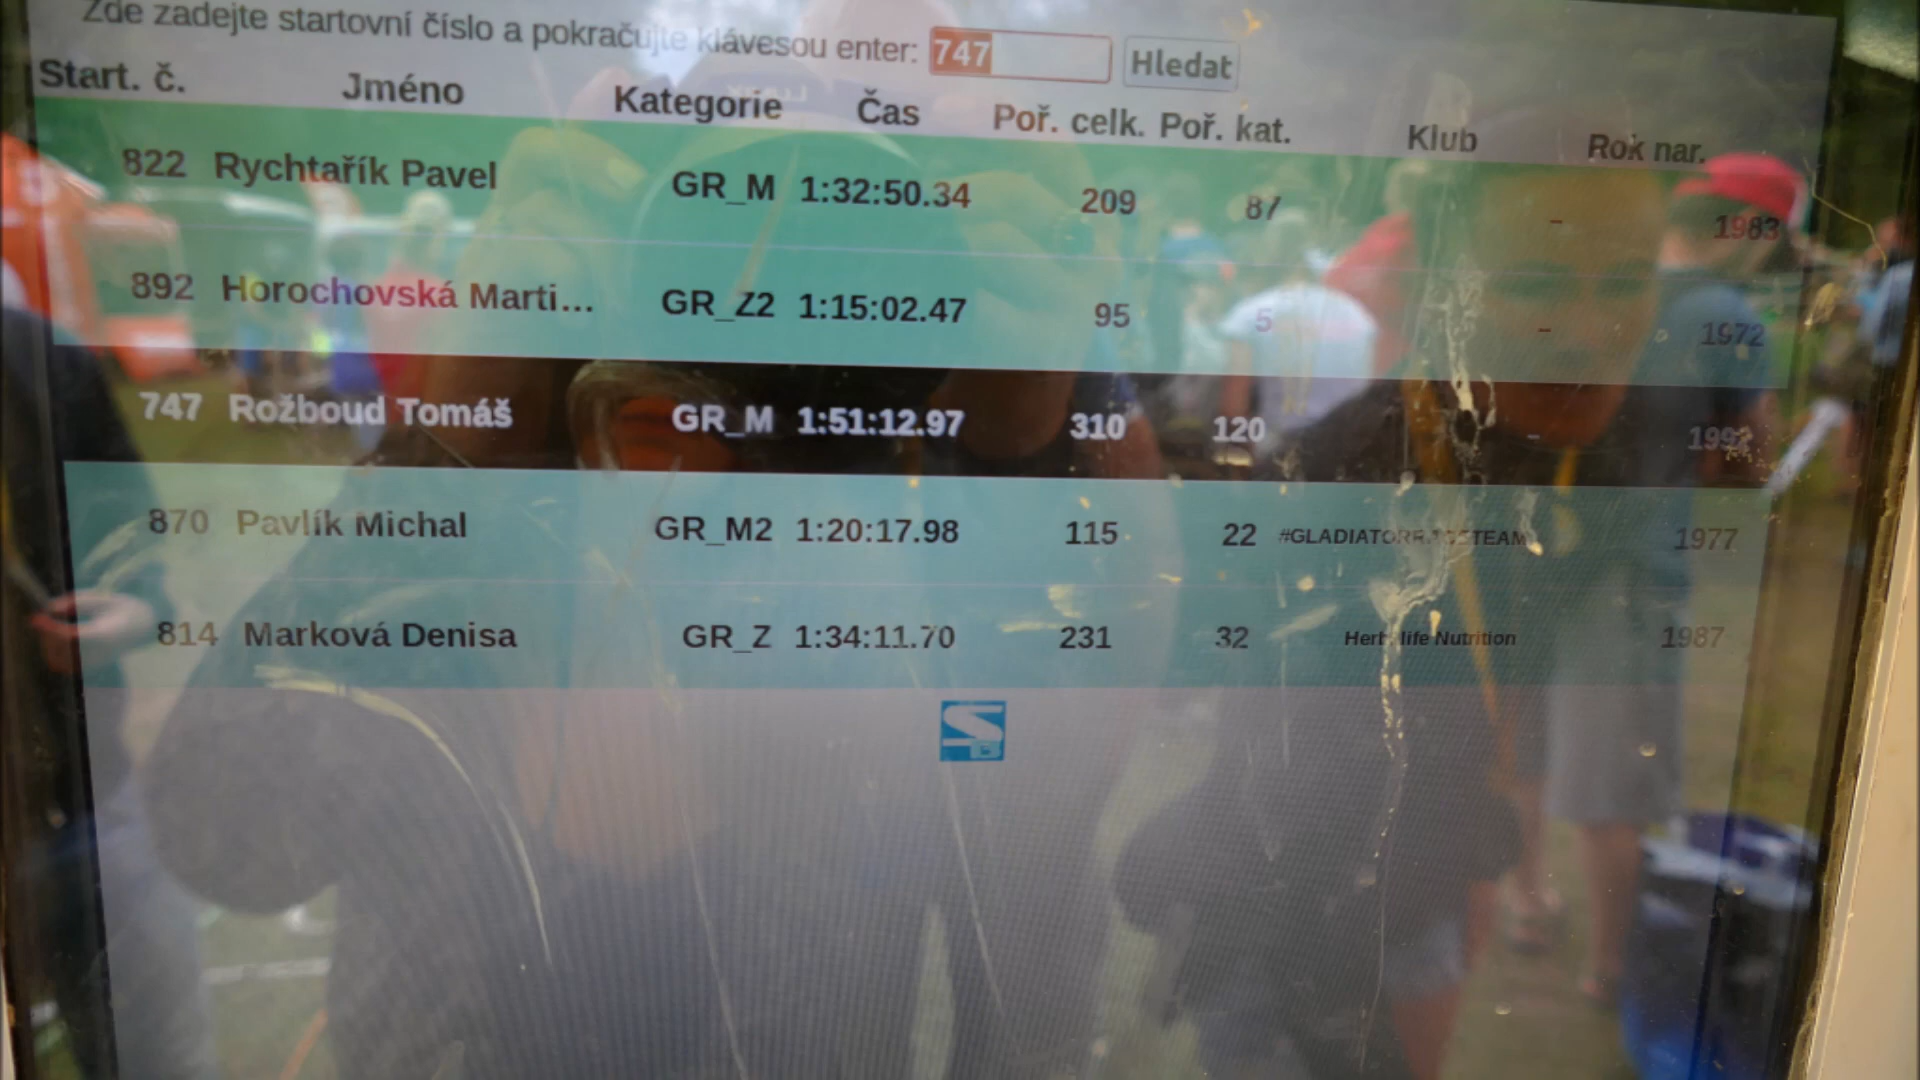 Zde zadejte startovní číslo a pokračujte klávesou enter: 747 Hledat
Start. č. Jméno Kategorie Čas Poř. celk. Poř. kat. Klub Rok nar.
822 Rychtařík Pavel GR_M 1:32:50.34 209 87 - 1983
892 Horochovská Marti... GR_Z2 1:15:02.47 95 5 - 1972
747 Rožboud Tomáš GR_M 1:51:12.97 310 120 -
870 Pavlík Michal GR_M2 1:20:17.98 115 22 1977
814 Marková Denisa GR_Z 1:34:11.70 231 32 Herbalife Nutrition 1987